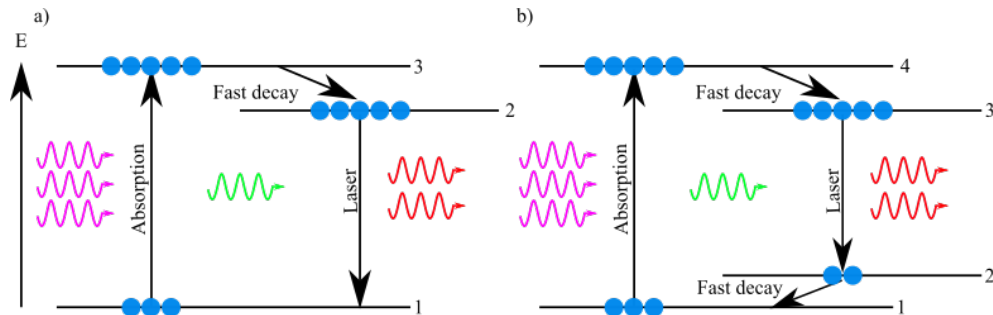 a)
E
3
Fast decay
2
Absorption
Laser
1
b)
4
Fast decay
3
Absorption
Laser
2
Fast decay
1